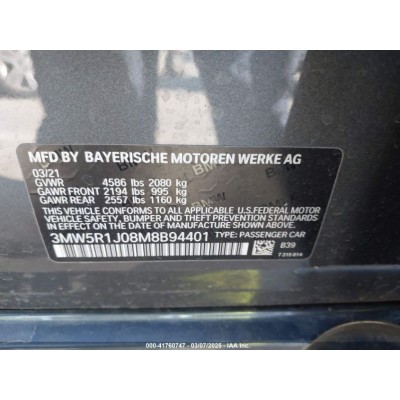 MFD BY BAYERISCHE MOTOREN WERKE AG
03/21
GVWR 4586 lbs 2080 kg
GAWR FRONT 2194 lbs 995 kg
GAWR REAR 2557 lbs 1160 kg
THIS VEHICLE CONFORMS TO ALL APPLICABLE U.S.FEDERAL MOTOR
VEHICLE SAFETY, BUMPER AND THEFT PREVENTION STANDARDS
IN EFFECT ON THE DATE OF MANUFACTURE SHOWN ABOVE.
3MW5R1J08M8B94401 TYPE: PASSENGER CAR
B39
7 215 814
000-41760747 - 03/07/2025 - IAA Inc.